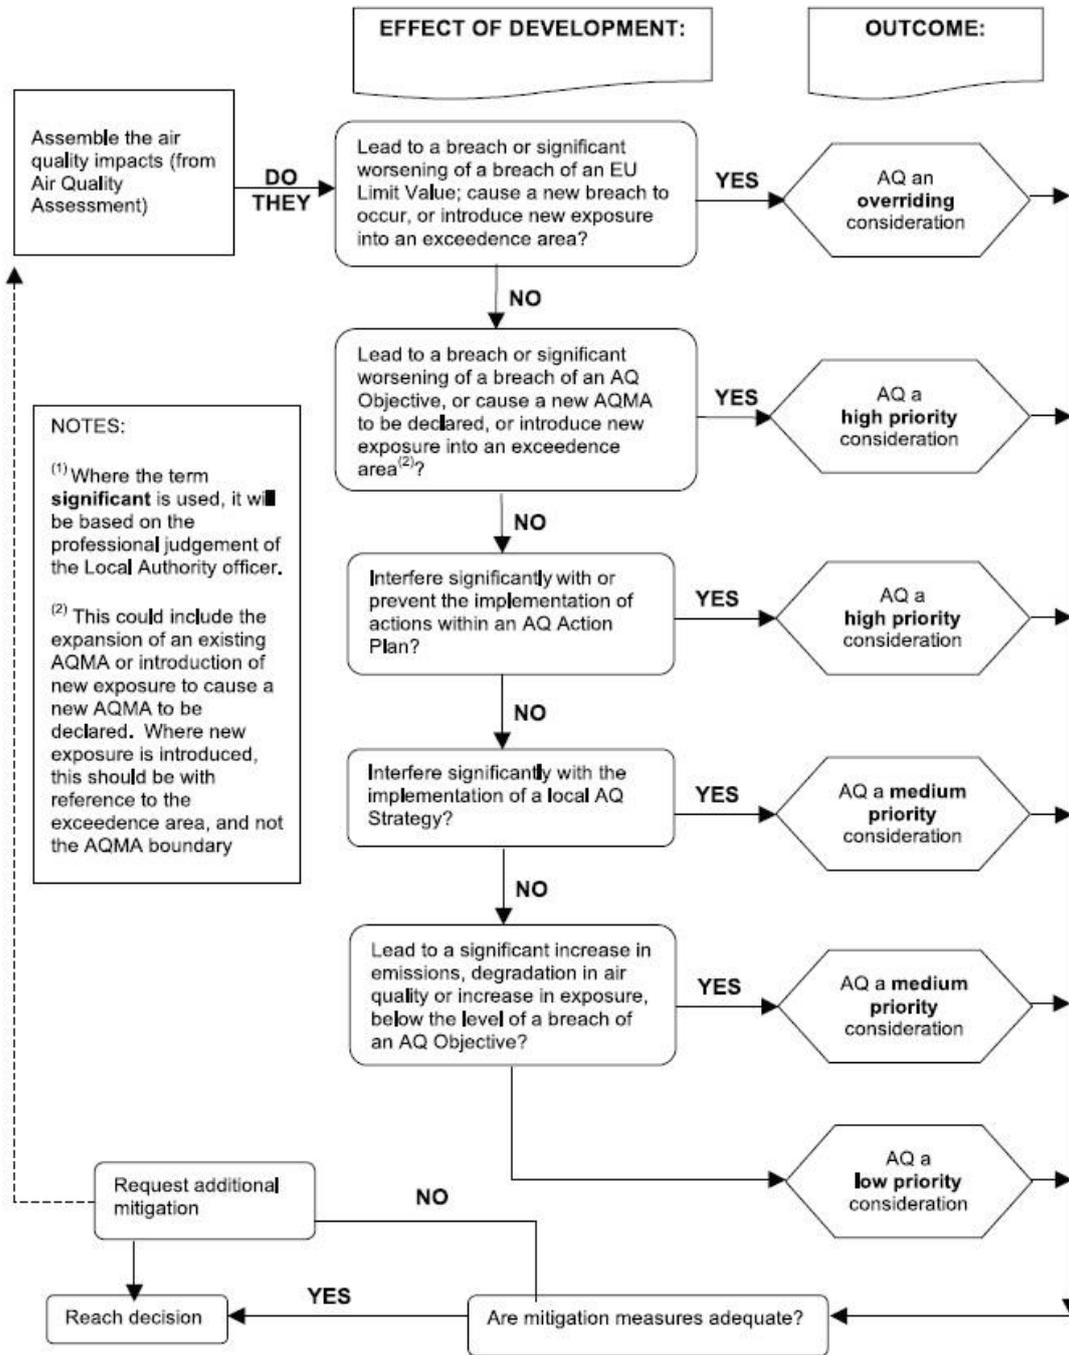 EFFECT OF DEVELOPMENT:
OUTCOME:
Assemble the air
quality impacts (from
Air Quality
Assessment)
DO
THEY
Lead to a breach or significant
worsening of a breach of an EU
Limit Value; cause a new breach to
occur, or introduce new exposure
into an exceedence area?
YES
AQ an
overriding
consideration
NO
Lead to a breach or significant
worsening of a breach of an AQ
Objective, or cause a new AQMA
to be declared, or introduce new
exposure into an exceedence
area(2)?
YES
AQ a
high priority
consideration
NO
NOTES:
(1) Where the term
significant is used, it will
be based on the
professional judgement of
the Local Authority officer.
(2) This could include the
expansion of an existing
AQMA or introduction of
new exposure to cause a
new AQMA to be
declared. Where new
exposure is introduced,
this should be with
reference to the
exceedence area, and not
the AQMA boundary
Interfere significantly with or
prevent the implementation of
actions within an AQ Action
Plan?
YES
AQ a
high priority
consideration
NO
Interfere significantly with the
implementation of a local AQ
Strategy?
YES
AQ a medium
priority
consideration
NO
Lead to a significant increase in
emissions, degradation in air
quality or increase in exposure,
below the level of a breach of
an AQ Objective?
YES
AQ a medium
priority
consideration
AQ a
low priority
consideration
Request additional
mitigation
NO
Reach decision
YES
Are mitigation measures adequate?